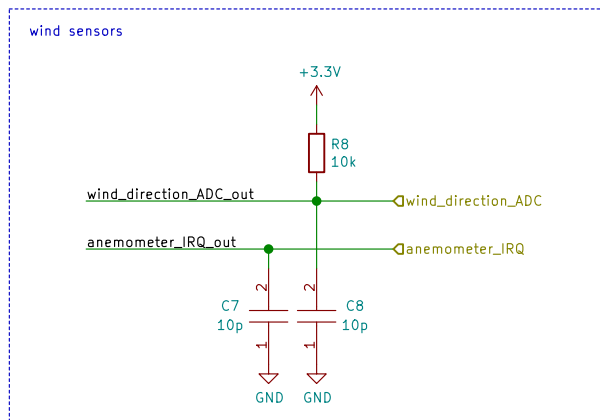 wind sensors
+3.3V
R8
10k
wind_direction_ADC_out
wind_direction_ADC
anemometer_IRQ_out
anemometer_IRQ
2
2
C7
C8
10p
10p
1
1
GND
GND